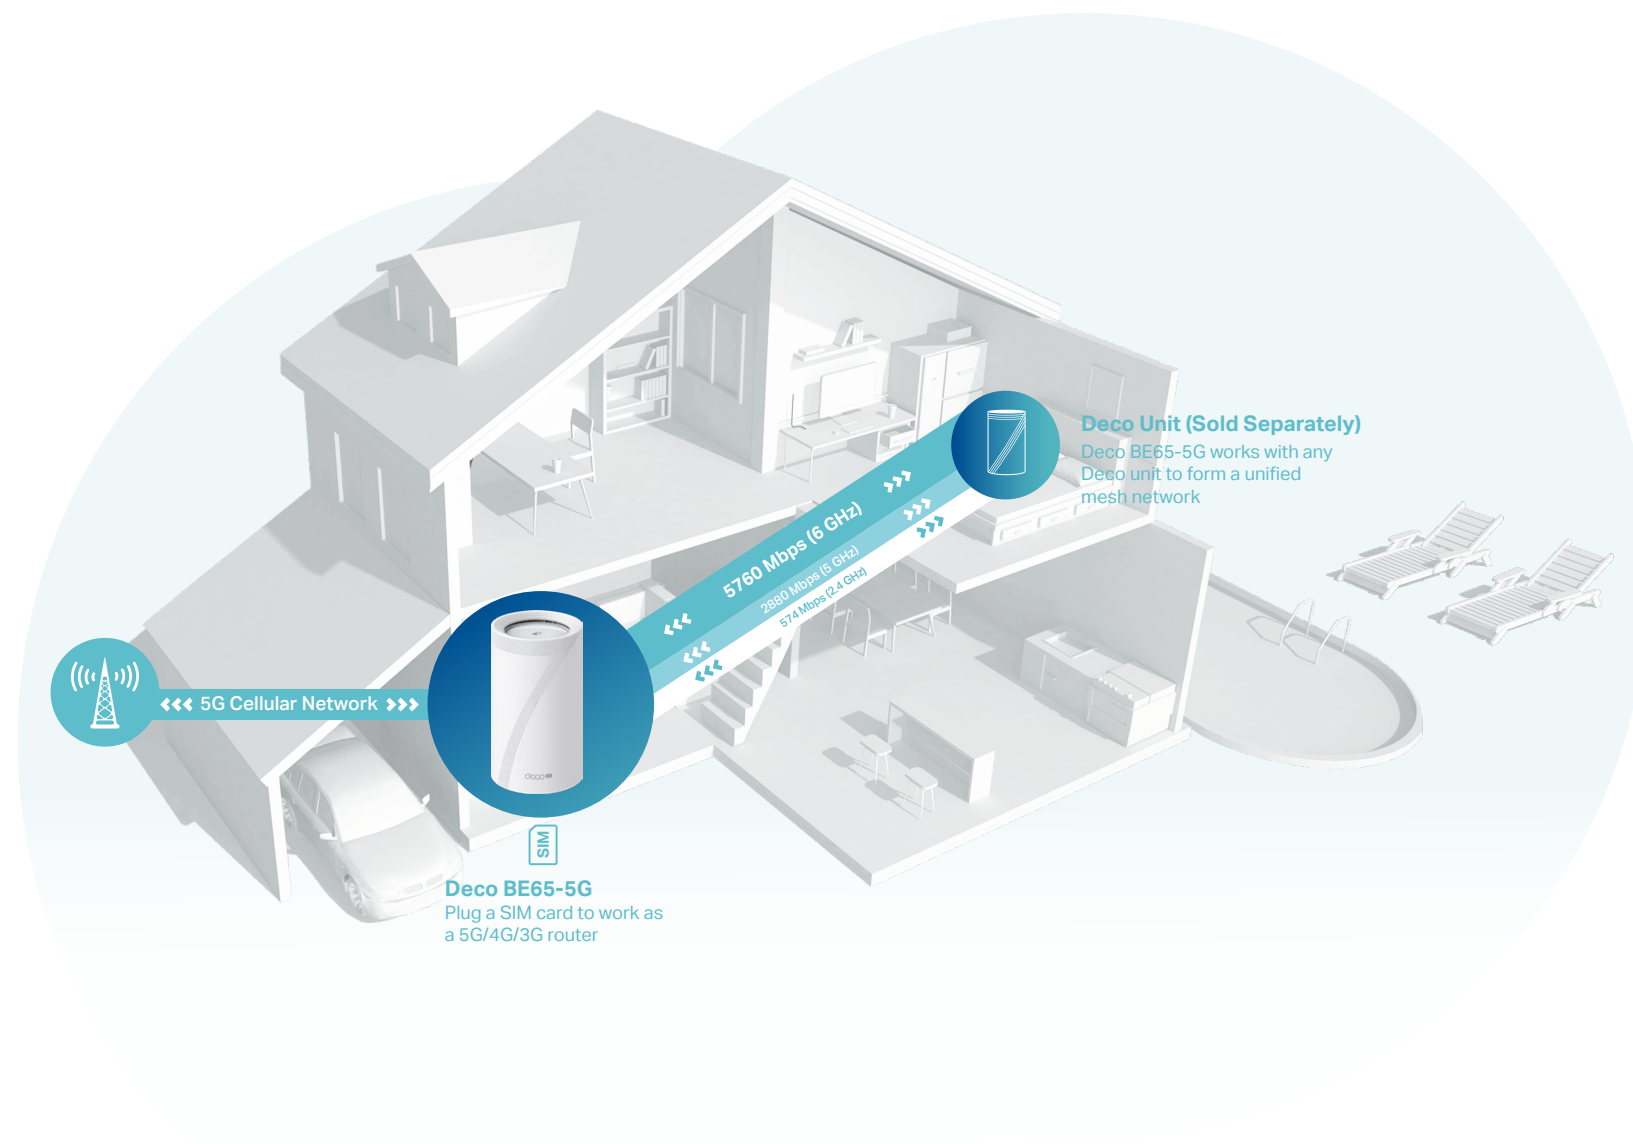 Deco Unit (Sold Separately)
Deco BE65-5G works with any
Deco unit to form a unified
mesh network
5760 Mbps (6 GHz)
2880 Mbps (5 GHz)
574 Mbps (2.4 GHz)
5G Cellular Network
deco
SIM
Deco BE65-5G
Plug a SIM card to work as
a 5G/4G/3G router